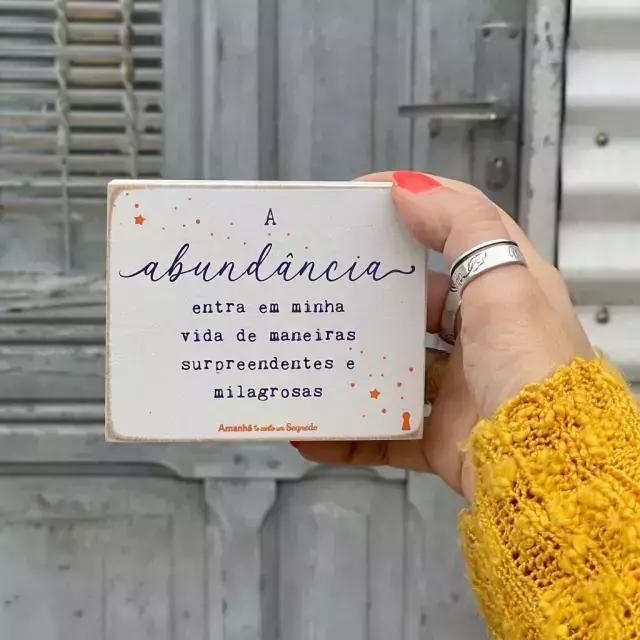 A
abundância
entra em minha
vida de maneiras
surpreendentes e
milagrosas
Amanhã te conto um Segredo